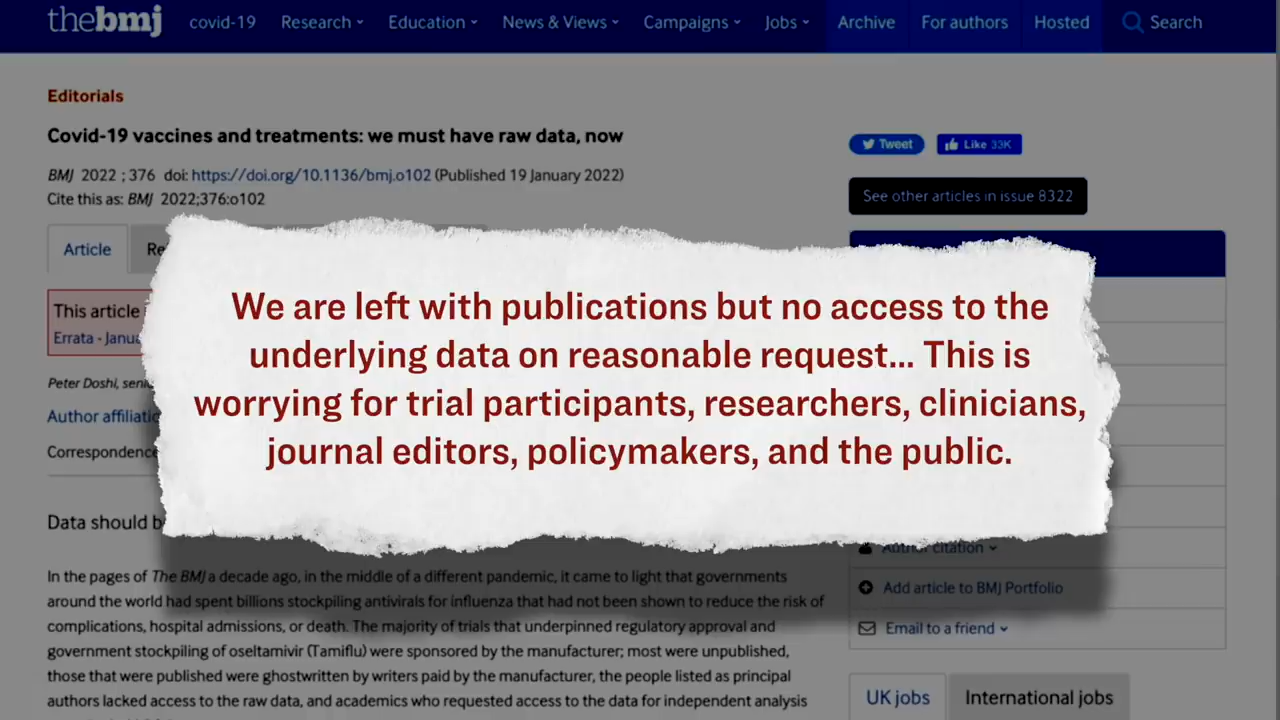 thebmj covid-19 Research Education News & Views Campaigns Jobs Archive For authors Hosted Search
Editorials
Covid-19 vaccines and treatments: we must have raw data, now
BMJ 2022 ; 376 doi: https://doi.org/10.1136/bmj.o102 (Published 19 January 2022)
Cite this as: BMJ 2022;376:o102
Tweet Like 33K
See other articles in issue 8322
Article
This article
Errata - Janua
Peter Doshi, seni
Author affiliatio
Correspondence
We are left with publications but no access to the
underlying data on reasonable request... This is
worrying for trial participants, researchers, clinicians,
journal editors, policymakers, and the public.
Data should b
In the pages of The BMJ a decade ago, in the middle of a different pandemic, it came to light that governments
around the world had spent billions stockpiling antivirals for influenza that had not been shown to reduce the risk of
complications, hospital admissions, or death. The majority of trials that underpinned regulatory approval and
government stockpiling of oseltamivir (Tamiflu) were sponsored by the manufacturer; most were unpublished,
those that were published were ghostwritten by writers paid by the manufacturer, the people listed as principal
authors lacked access to the raw data, and academics who requested access to the data for independent analysis
Author citation
Add article to BMJ Portfolio
Email to a friend
UK jobs International jobs